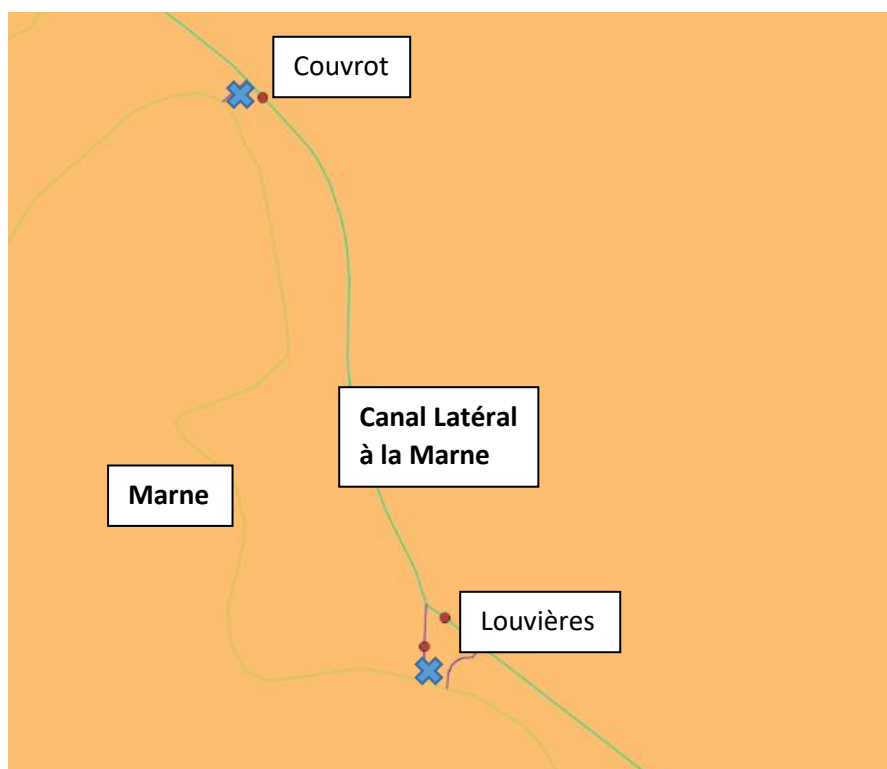 Couvrot
Canal Latéral
à la Marne
Marne
Louvières